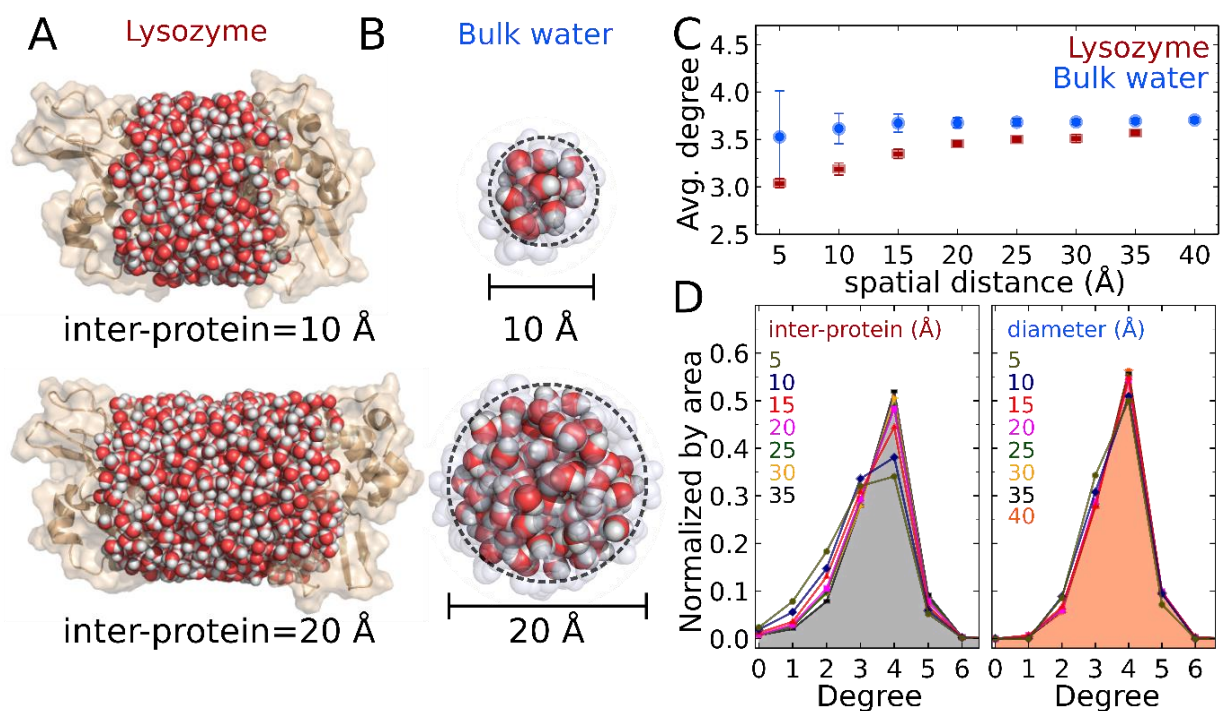 A
Lysozyme
inter-protein=10 Å
inter-protein=20 Å
B
Bulk water
10 Å
20 Å
C
Lysozyme
Bulk water
Avg. degree
4.5
4.0
3.5
3.0
2.5
5 10 15 20 25 30 35 40
spatial distance (Å)
D
Normalized by area
0.6
0.5
0.4
0.3
0.2
0.1
0.0
inter-protein (Å)
5
10
15
20
25
30
35
0 1 2 3 4 5 6
Degree
diameter (Å)
5
10
15
20
25
30
35
40
0 1 2 3 4 5 6
Degree